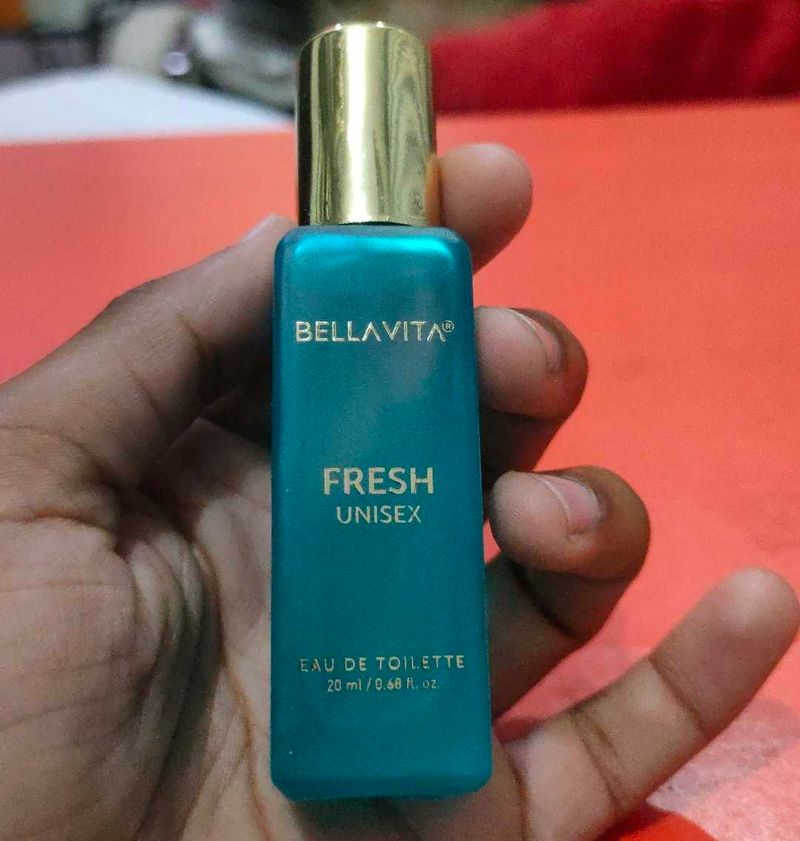 BELLAVITA®
FRESH
UNISEX
EAU DE TOILETTE
20 ml / 0.68 fl. oz.